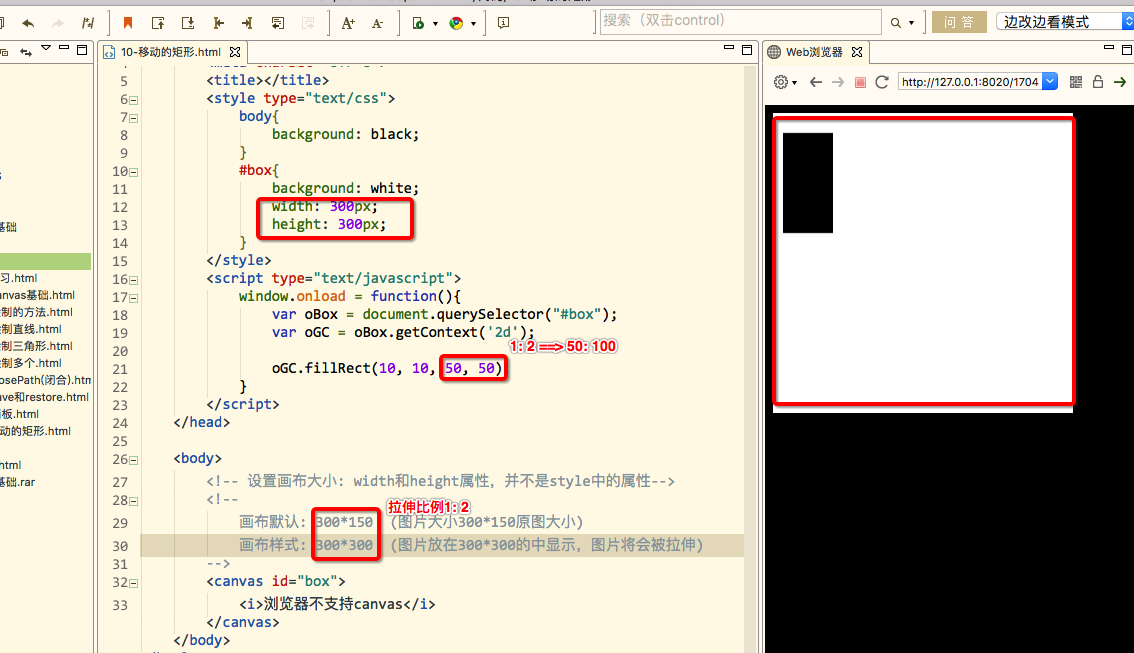 搜索（双击control）
问 答
边改边看模式
10-移动的矩形.html
Web浏览器
http://127.0.0.1:8020/1704
基础
习.html
anvas基础.html
制的方法.html
制直线.html
制三角形.html
制多个.html
osePath(闭合).htm
ave和restore.html
板.html
动的矩形.html
html
基础.rar
5 <title></title>
6 <style type="text/css">
7 body{
8 background: black;
9 }
10 #box{
11 background: white;
12 width: 300px;
13 height: 300px;
14 }
15 </style>
16 <script type="text/javascript">
17 window.onload = function(){
18 var oBox = document.querySelector("#box");
19 var oGC = oBox.getContext('2d');
20
1: 2 ==> 50: 100
21 oGC.fillRect(10, 10, 50, 50)
22 }
23 </script>
24 </head>
25
26 <body>
27 <!-- 设置画布大小: width和height属性，并不是style中的属性-->
28 <!--
拉伸比例1: 2
29 画布默认: 300*150 (图片大小300*150原图大小)
30 画布样式: 300*300 (图片放在300*300的中显示，图片将会被拉伸)
31 -->
32 <canvas id="box">
33 <i>浏览器不支持canvas</i>
</canvas>
</body>